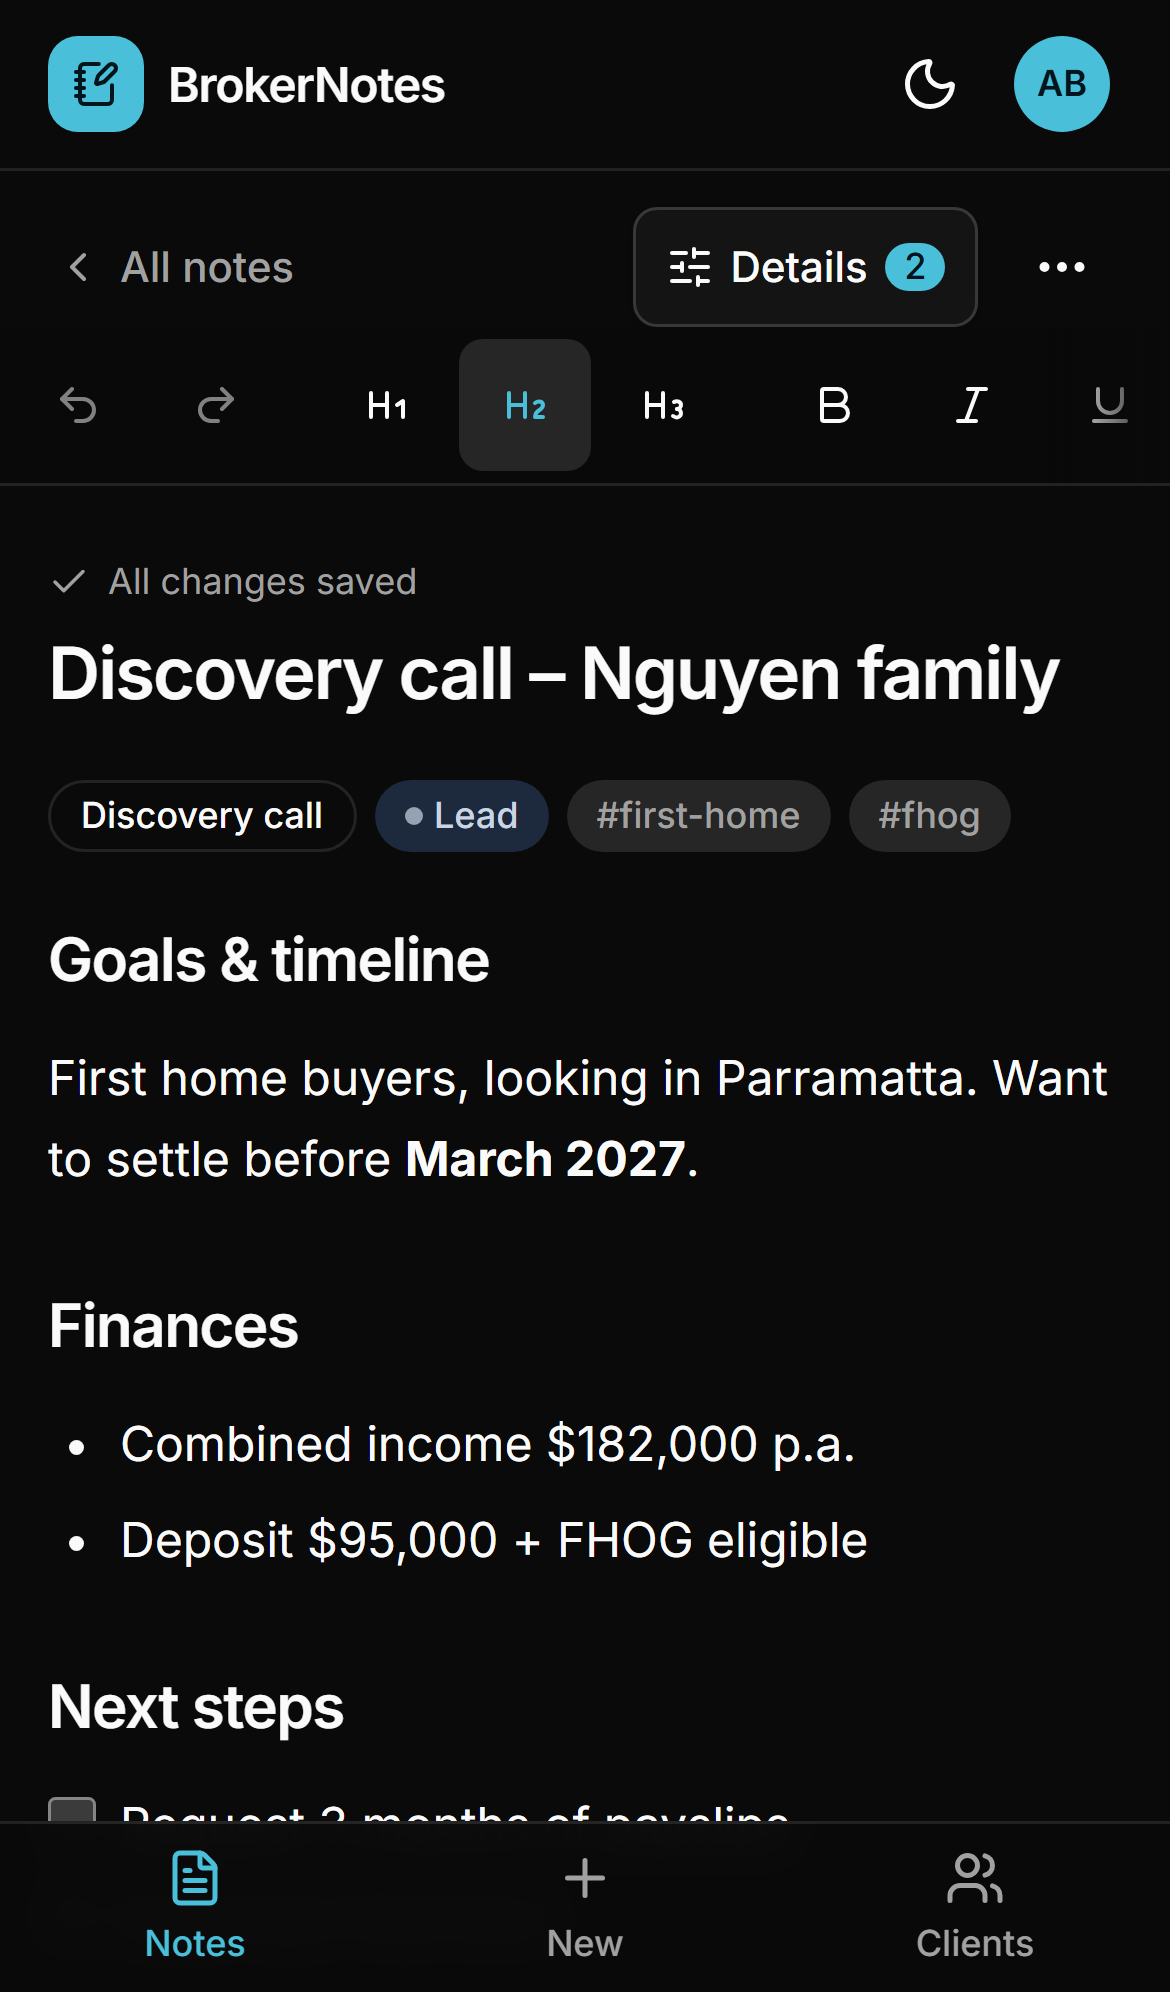 BrokerNotes
AB
All notes
Details 2
H1 H2 H3 B I U
All changes saved
Discovery call – Nguyen family
Discovery call
Lead
#first-home
#fhog
Goals & timeline
First home buyers, looking in Parramatta. Want
to settle before March 2027.
Finances
• Combined income $182,000 p.a.
• Deposit $95,000 + FHOG eligible
Next steps
months of
Notes
New
Clients